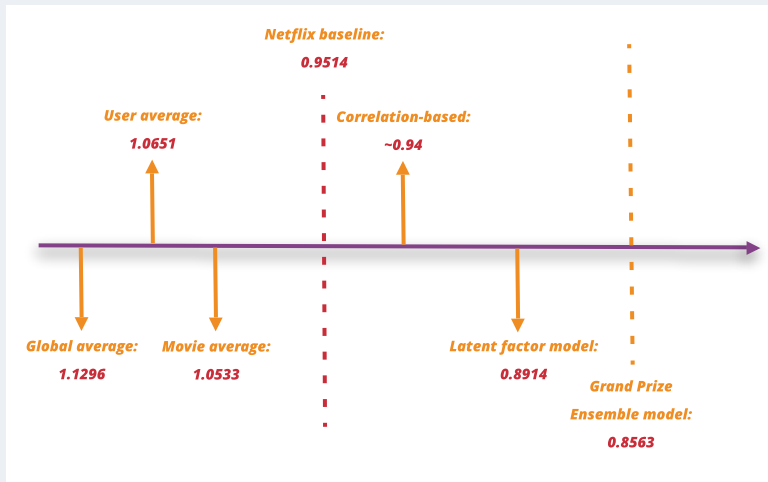 Netflix baseline:
0.9514
User average:
1.0651
Correlation-based:
~0.94
Global average:
1.1296
Movie average:
1.0533
Latent factor model:
0.8914
Grand Prize
Ensemble model:
0.8563